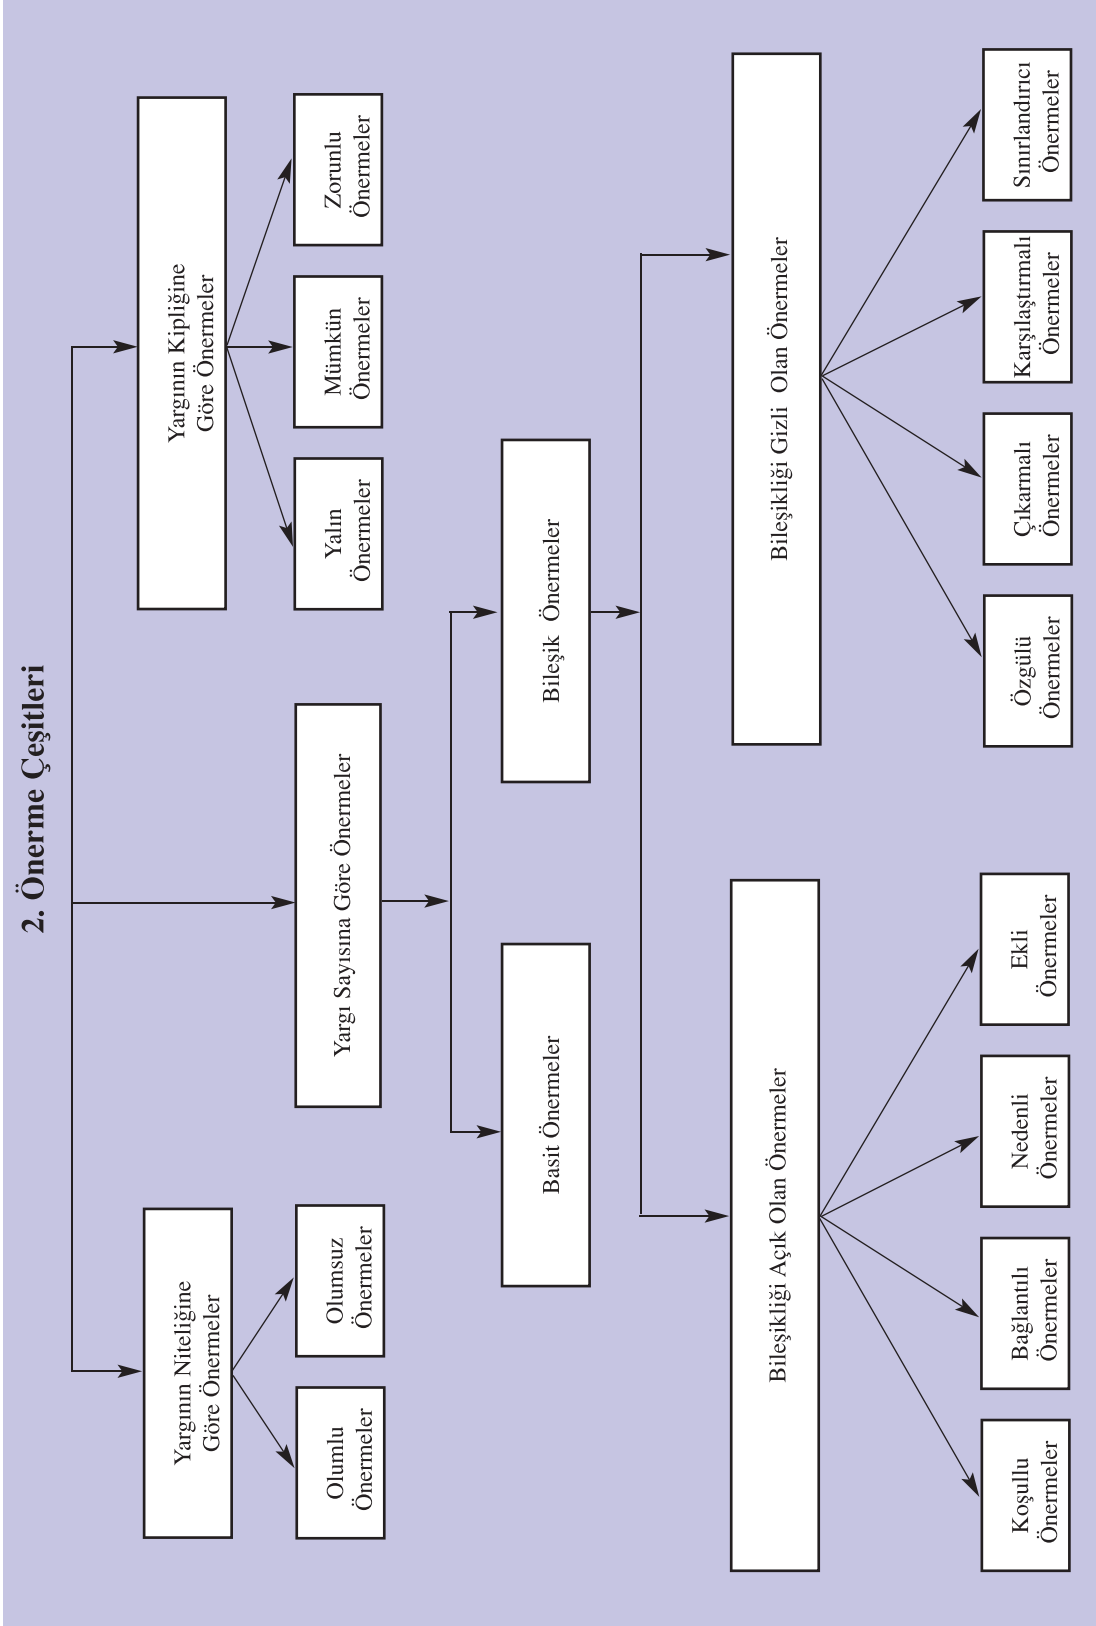 2. Önerme Çeşitleri
Yargının Niteliğine
Göre Önermeler
Yargı Sayısına Göre Önermeler
Yargının Kipliğine
Göre Önermeler
Olumlu
Önermeler
Olumsuz
Önermeler
Yalın
Önermeler
Mümkün
Önermeler
Zorunlu
Önermeler
Basit Önermeler
Bileşik Önermeler
Bileşikliği Açık Olan Önermeler
Bileşikliği Gizli Olan Önermeler
Koşullu
Önermeler
Bağlantılı
Önermeler
Nedenli
Önermeler
Ekli
Önermeler
Özgülü
Önermeler
Çıkarmalı
Önermeler
Karşılaştırmalı
Önermeler
Sınırlandırıcı
Önermeler